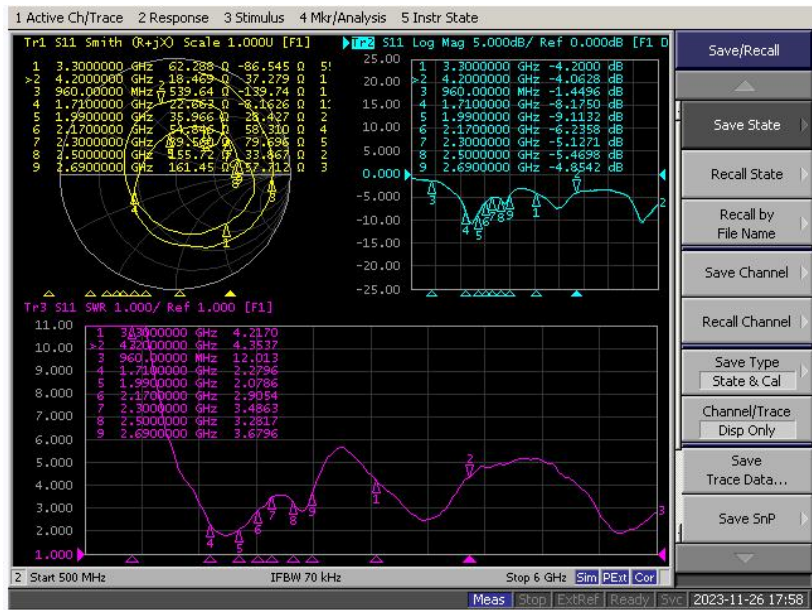 1 Active Ch/Trace 2 Response 3 Stimulus 4 Mkr/Analysis 5 Instr State
Tr1 S11 Smith (R+jX) Scale 1.000U [F1]
1 3.3000000 GHz 62.288 Ω -86.545 Ω
>2 4.2000000 GHz 18.469 37.279 Ω
3 960.00000 MHz 539.64 Ω -139.74 Ω
4 1.7100000 GHz 22.663 -8.1626 Ω
5 1.9900000 GHz 35.966 28.427 Ω
6 2.1700000 GHz 58.310 Ω
7 2.3000000 GHz 79.696 Ω
8 2.5000000 GHz 155.72 33.867 Ω
9 2.6900000 GHz 161.45 -57.712 Ω
Tr2 S11 Log Mag 5.000dB/ Ref 0.000dB [F1 D
25.00
20.00
15.00
10.00
5.000
0.000
-5.000
-10.00
-15.00
-20.00
-25.00
1 3.3000000 GHz -4.2000 dB
>2 4.2000000 GHz -4.0628 dB
3 960.00000 MHz -1.4496 dB
4 1.7100000 GHz -8.1750 dB
5 1.9900000 GHz -9.1132 dB
6 2.1700000 GHz -6.2358 dB
7 2.3000000 GHz -5.1271 dB
8 2.5000000 GHz -5.4698 dB
9 2.6900000 GHz -4.8542 dB
Tr3 S11 SWR 1.000/ Ref 1.000 [F1]
11.00
10.00
9.000
8.000
7.000
6.000
5.000
4.000
3.000
2.000
1.000
1 3.3000000 GHz 4.2170
>2 4.2000000 GHz 4.3537
3 960.00000 MHz 12.013
4 1.7100000 GHz 2.2796
5 1.9900000 GHz 2.0786
6 2.1700000 GHz 2.9054
7 2.3000000 GHz 3.4863
8 2.5000000 GHz 3.2817
9 2.6900000 GHz 3.6796
2 Start 500 MHz IFBW 70 kHz Stop 6 GHz Sim PExt Cor
Meas Stop ExtRef Ready Svc 2023-11-26 17:58
Save/Recall
Save State
Recall State
Recall by
File Name
Save Channel
Recall Channel
Save Type
State & Cal
Channel/Trace
Disp Only
Save
Trace Data...
Save SnP